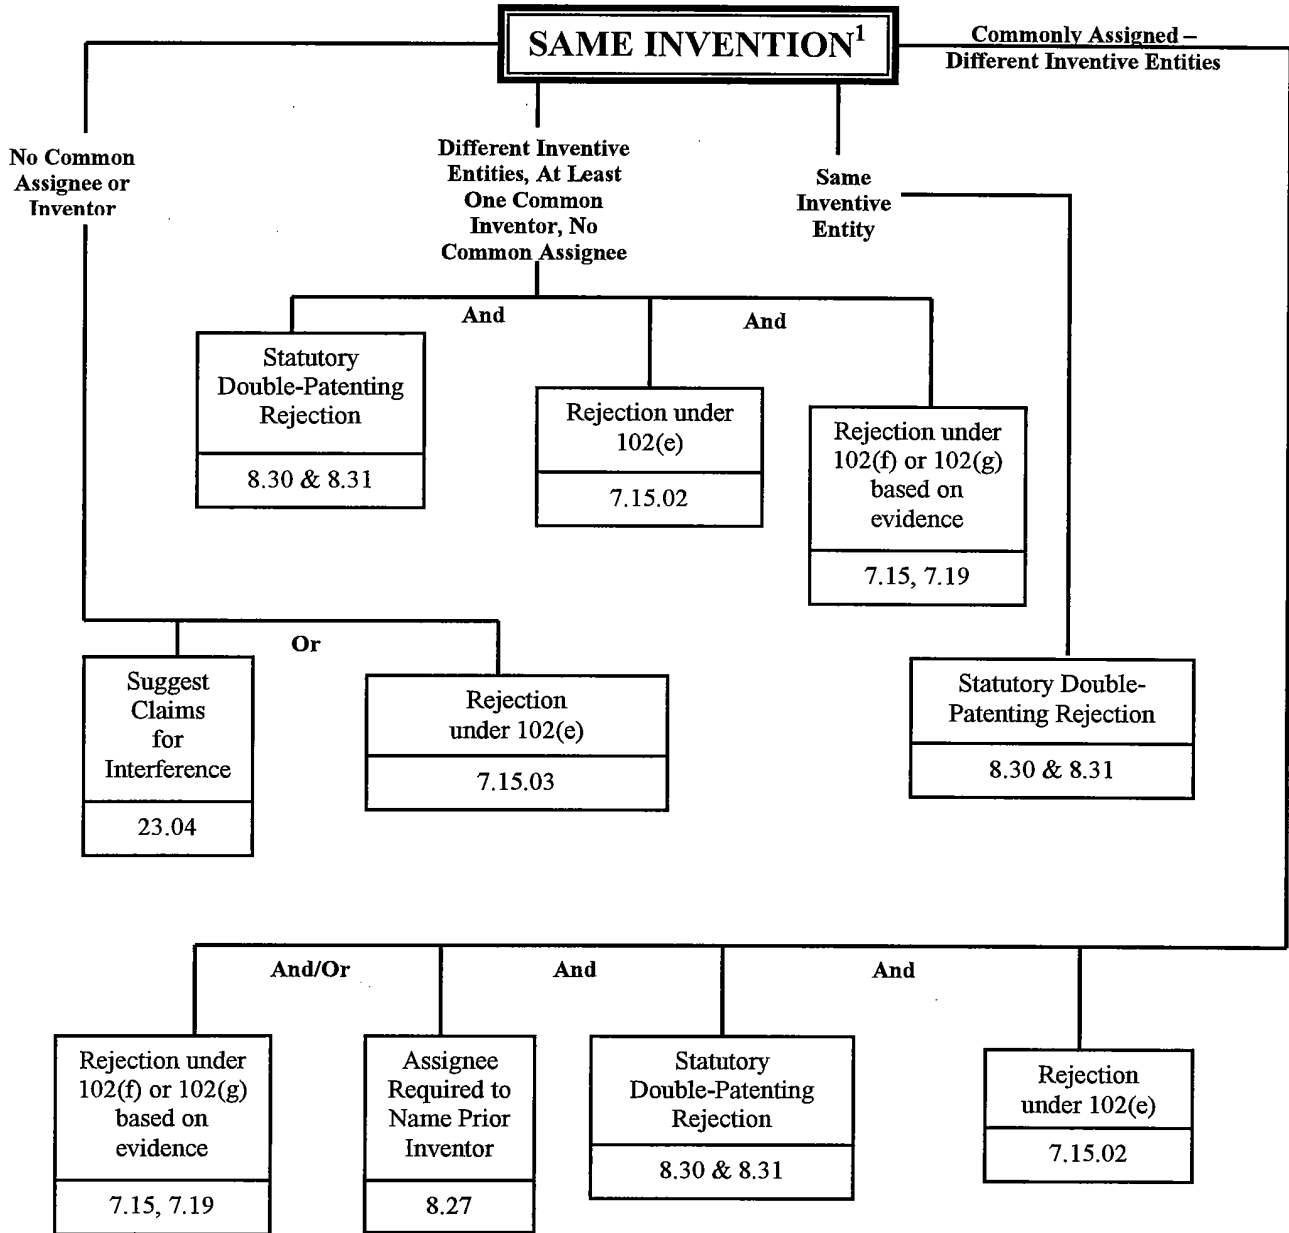 SAME INVENTION¹
Commonly Assigned –
Different Inventive Entities
No Common
Assignee or
Inventor
Different Inventive
Entities, At Least
One Common
Inventor, No
Common Assignee
Same
Inventive
Entity
And
And
Statutory
Double-Patenting
Rejection
8.30 & 8.31
Rejection under
102(e)
7.15.02
Rejection under
102(f) or 102(g)
based on
evidence
7.15, 7.19
Or
Suggest
Claims
for
Interference
23.04
Rejection
under 102(e)
7.15.03
Statutory Double-
Patenting Rejection
8.30 & 8.31
And/Or
And
And
Rejection under
102(f) or 102(g)
based on
evidence
7.15, 7.19
Assignee
Required to
Name Prior
Inventor
8.27
Statutory
Double-Patenting
Rejection
8.30 & 8.31
Rejection
under 102(e)
7.15.02